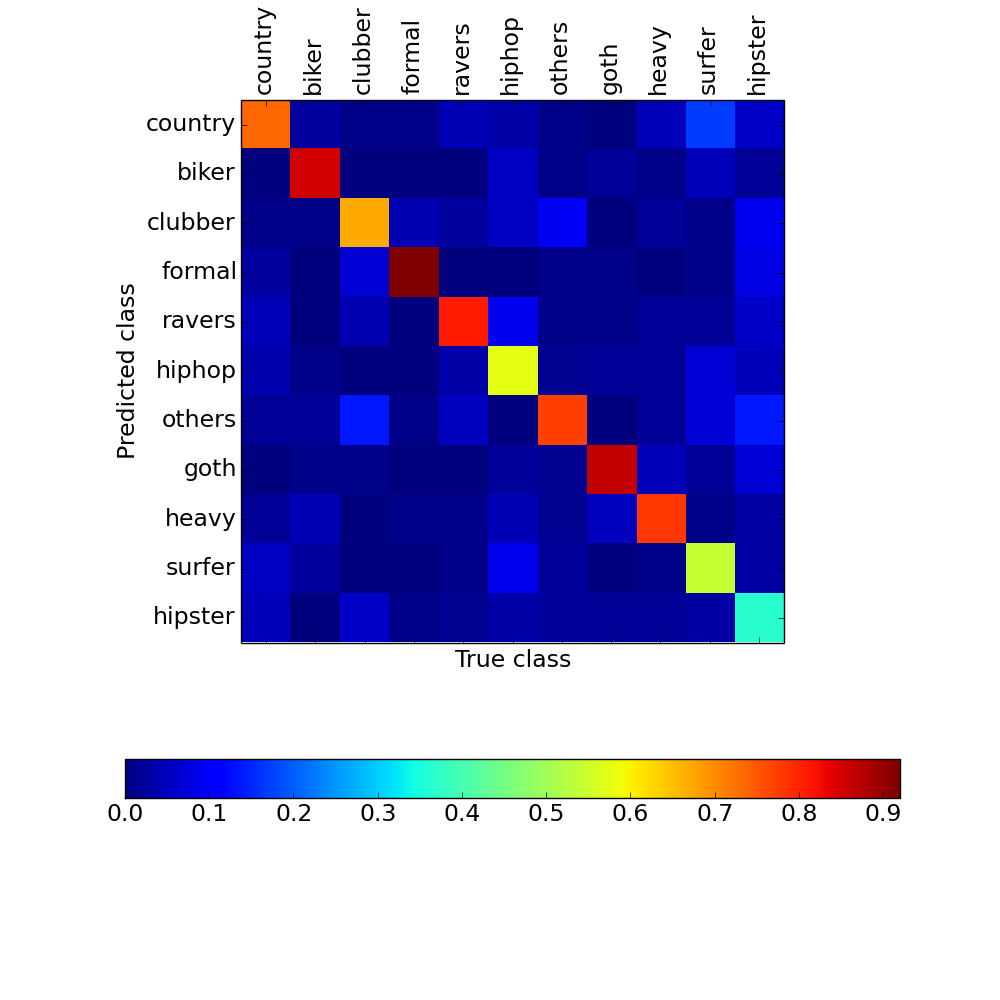 country biker clubber formal ravers hiphop others goth heavy surfer hipster
country
biker
clubber
formal
ravers
hiphop
others
goth
heavy
surfer
hipster
Predicted class
True class
0.0 0.1 0.2 0.3 0.4 0.5 0.6 0.7 0.8 0.9